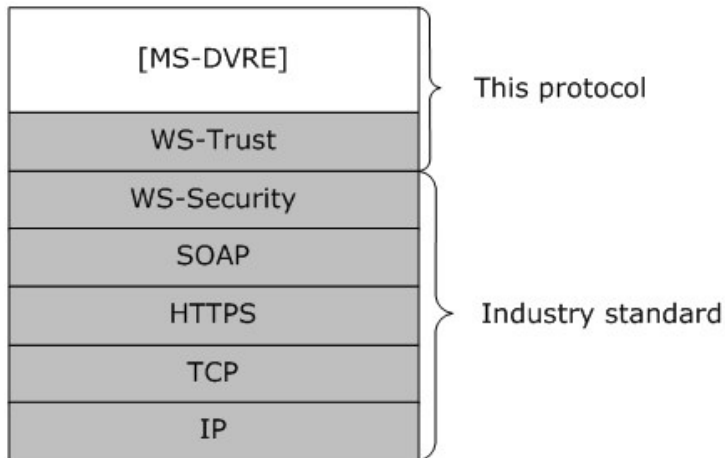 [MS-DVRE]
This protocol
WS-Trust
WS-Security
SOAP
HTTPS
Industry standard
TCP
IP